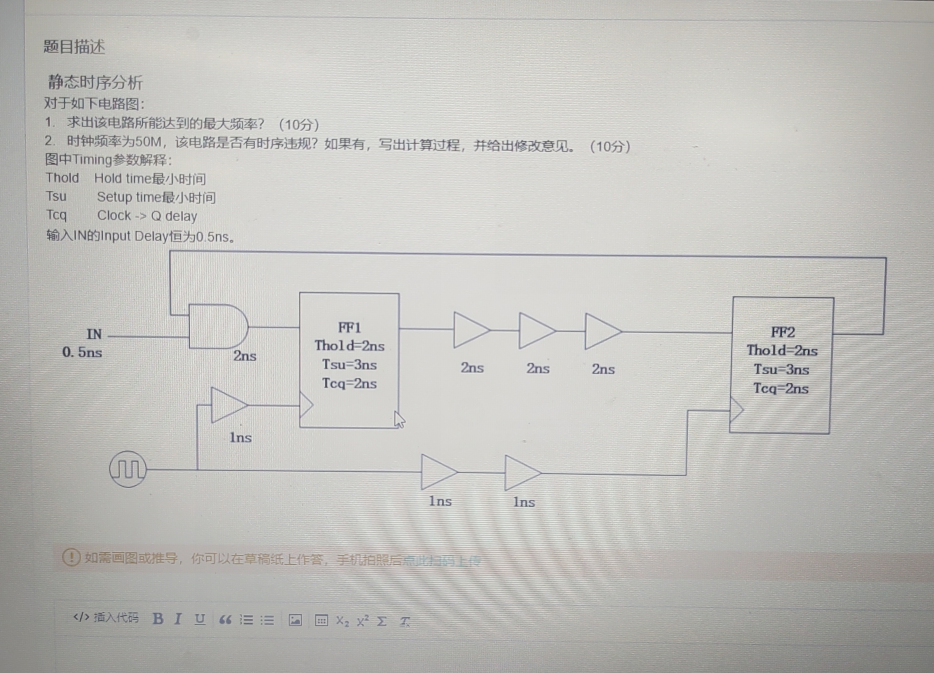 题目描述
静态时序分析
对于如下电路图：
1. 求出该电路所能达到的最大频率？（10分）
2. 时钟频率为50M，该电路是否有时序违规？如果有，写出计算过程，并给出修改意见。（10分）
图中Timing参数解释：
Thold Hold time最小时间
Tsu Setup time最小时间
Tcq Clock -> Q delay
输入IN的Input Delay恒为0.5ns。
IN
0.5ns
2ns
FF1
Thold=2ns
Tsu=3ns
Tcq=2ns
2ns 2ns 2ns
FF2
Thold=2ns
Tsu=3ns
Tcq=2ns
1ns
1ns 1ns
如需画图或推导，你可以在草稿纸上作答，手机拍照后点此扫码上传
</> 插入代码 B I U “ X₂ X² Σ T